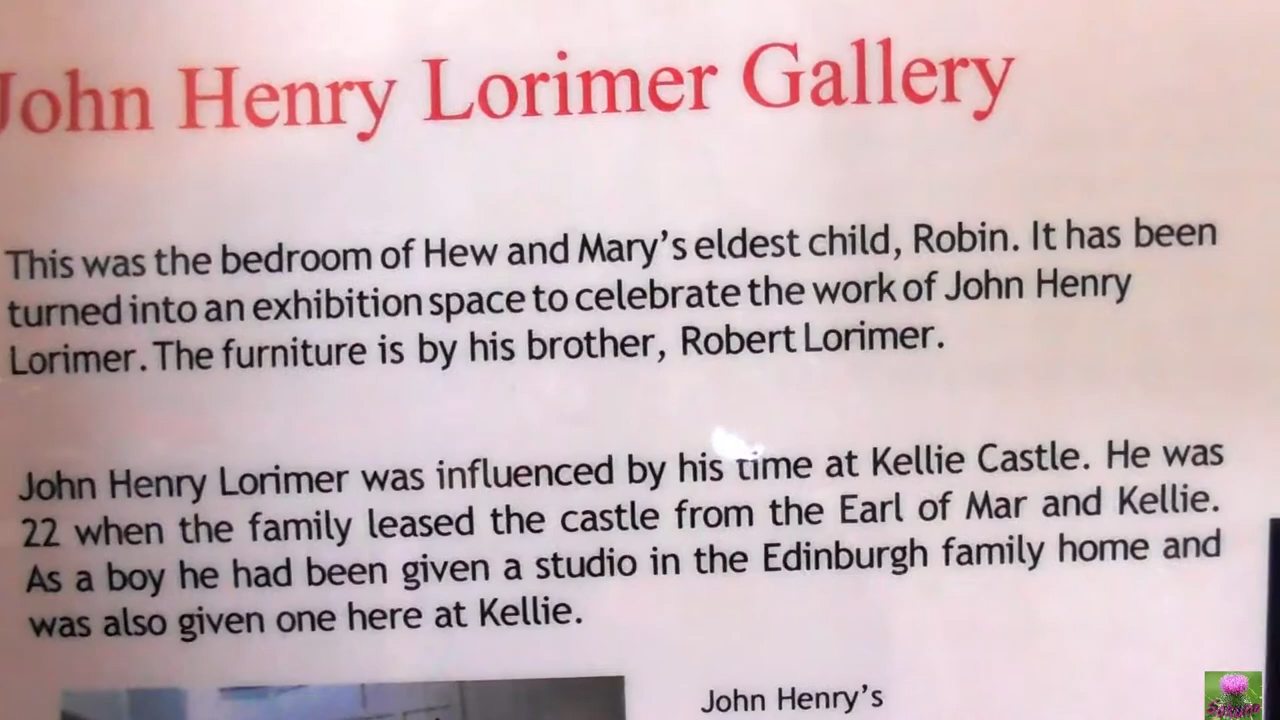 John Henry Lorimer Gallery
This was the bedroom of Hew and Mary's eldest child, Robin. It has been
turned into an exhibition space to celebrate the work of John Henry
Lorimer. The furniture is by his brother, Robert Lorimer.
John Henry Lorimer was influenced by his time at Kellie Castle. He was
22 when the family leased the castle from the Earl of Mar and Kellie.
As a boy he had been given a studio in the Edinburgh family home and
was also given one here at Kellie.
John Henry's